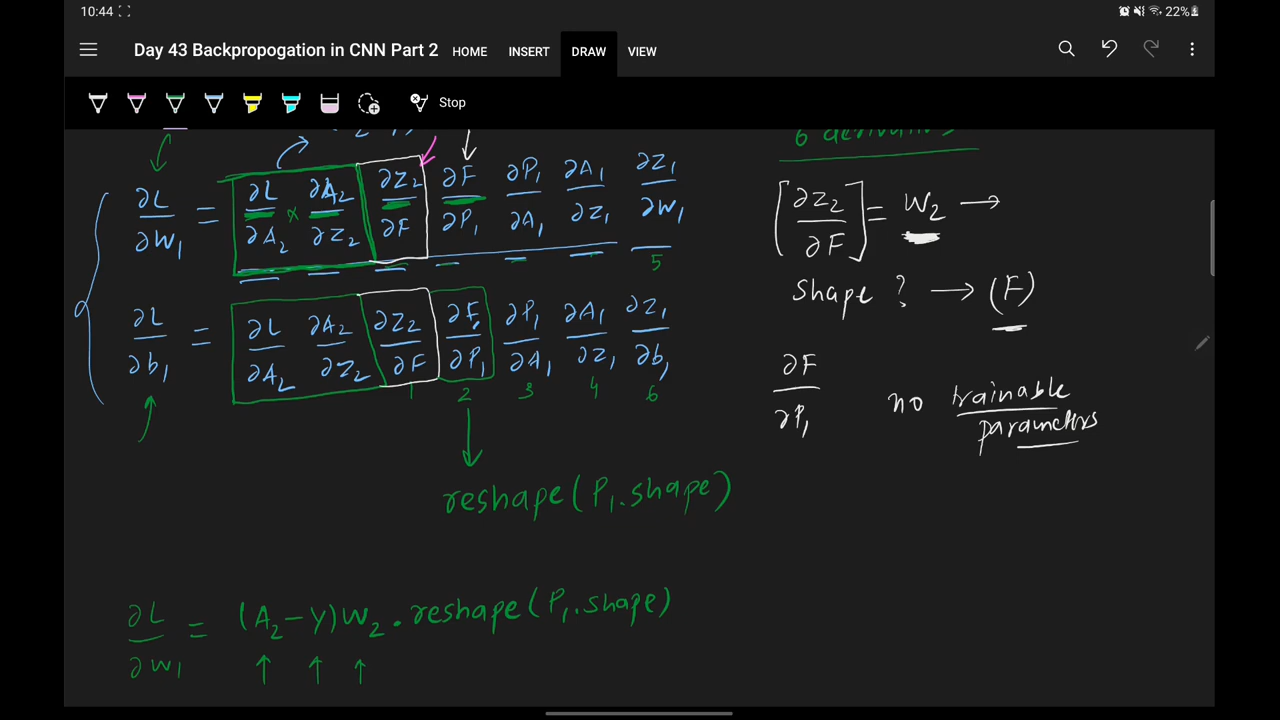 10:44
22%
Day 43 Backpropogation in CNN Part 2 HOME INSERT DRAW VIEW
Stop
6 derivatives
∂L/∂W₁ = ∂L/∂A₂ × ∂A₂/∂Z₂ ∂Z₂/∂F ∂F/∂P₁ ∂P₁/∂A₁ ∂A₁/∂Z₁ ∂Z₁/∂W₁
5
∂L/∂b₁ = ∂L/∂A₂ ∂A₂/∂Z₂ ∂Z₂/∂F ∂F/∂P₁ ∂P₁/∂A₁ ∂A₁/∂Z₁ ∂Z₁/∂b₁
1 2 3 4 6
reshape(P₁.shape)
∂L/∂W₁ = (A₂-Y)W₂.reshape(P₁.shape)
[∂Z₂/∂F] = W₂ →
Shape ? → (F)
∂F/∂P₁ no trainable
parameters